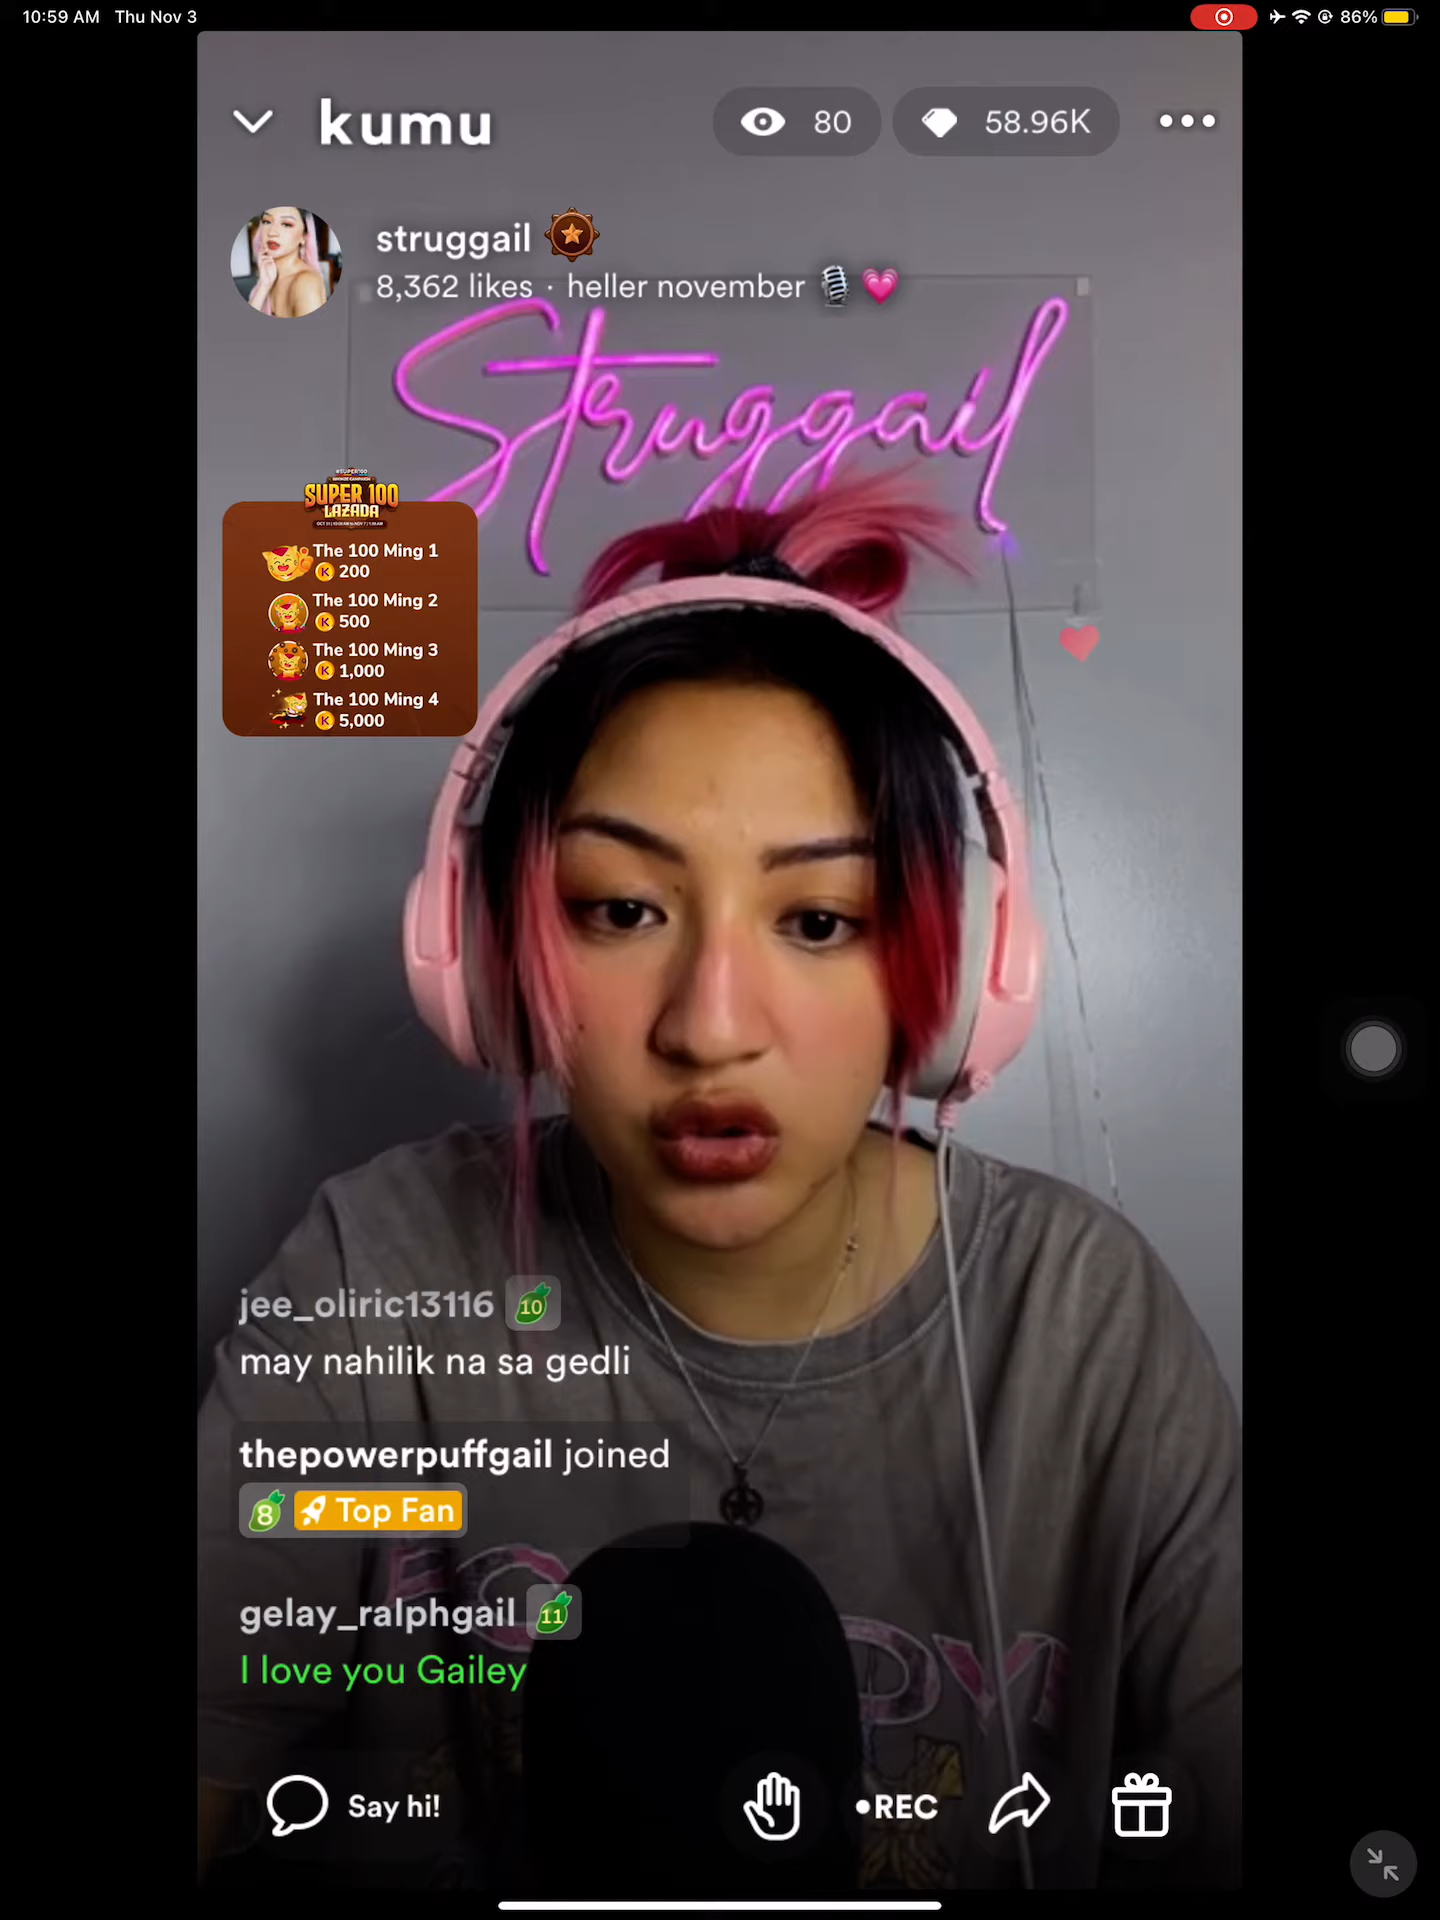 10:59 AM Thu Nov 3
86%
kumu
80
58.96K
struggail
8,362 likes · heller november
Struggail
#SUPER100
BRONZE CAMPAIGN
SUPER 100
LAZADA
The 100 Ming 1
K 200
The 100 Ming 2
K 500
The 100 Ming 3
K 1,000
The 100 Ming 4
K 5,000
jee_oliric13116 10
may nahilik na sa gedli
thepowerpuffgail joined
8 Top Fan
gelay_ralphgail 11
I love you Gailey
Say hi!
•REC